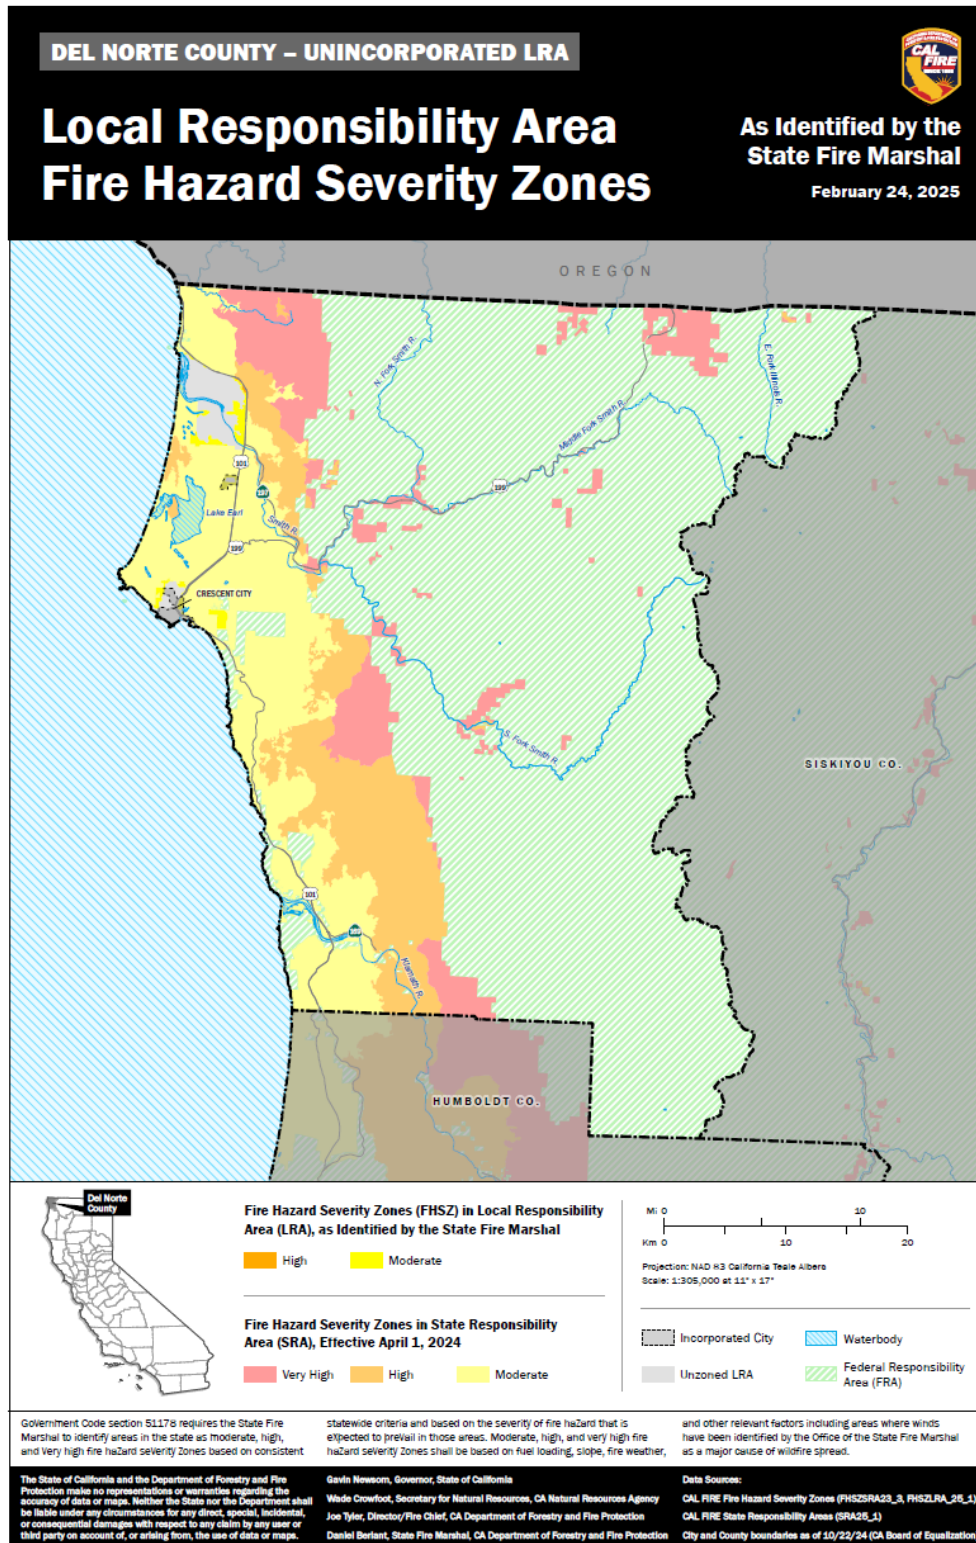 DEL NORTE COUNTY – UNINCORPORATED LRA
Local Responsibility Area
Fire Hazard Severity Zones
CAL
FIRE
SINCE 1885
As Identified by the
State Fire Marshal
February 24, 2025
OREGON
N. Fork Smith R.
Middle Fork Smith R.
E. Fork Illinois R.
101
197
199
Lake Earl
Smith R.
199
CRESCENT CITY
S. Fork Smith R.
SISKIYOU CO.
101
169
Klamath R.
HUMBOLDT CO.
Del Norte
County
Fire Hazard Severity Zones (FHSZ) in Local Responsibility
Area (LRA), as Identified by the State Fire Marshal
High
Moderate
Fire Hazard Severity Zones in State Responsibility
Area (SRA), Effective April 1, 2024
Very High
High
Moderate
Mi 0 10
Km 0 10 20
Projection: NAD 83 California Teale Albers
Scale: 1:305,000 at 11" x 17"
Incorporated City
Waterbody
Unzoned LRA
Federal Responsibility
Area (FRA)
Government Code section 51178 requires the State Fire
Marshal to identify areas in the state as moderate, high,
and very high fire hazard severity zones based on consistent
statewide criteria and based on the severity of fire hazard that is
expected to prevail in those areas. Moderate, high, and very high fire
hazard severity zones shall be based on fuel loading, slope, fire weather,
and other relevant factors including areas where winds
have been identified by the Office of the State Fire Marshal
as a major cause of wildfire spread.
The State of California and the Department of Forestry and Fire
Protection make no representations or warranties regarding the
accuracy of data or maps. Neither the State nor the Department shall
be liable under any circumstances for any direct, special, incidental,
or consequential damages with respect to any claim by any user or
third party on account of, or arising from, the use of data or maps.
Gavin Newsom, Governor, State of California
Wade Crowfoot, Secretary for Natural Resources, CA Natural Resources Agency
Joe Tyler, Director/Fire Chief, CA Department of Forestry and Fire Protection
Daniel Berlant, State Fire Marshal, CA Department of Forestry and Fire Protection
Data Sources:
CAL FIRE Fire Hazard Severity Zones (FHSZSRA23_3, FHSZLRA_25_1)
CAL FIRE State Responsibility Areas (SRA25_1)
City and County boundaries as of 10/22/24 (CA Board of Equalization